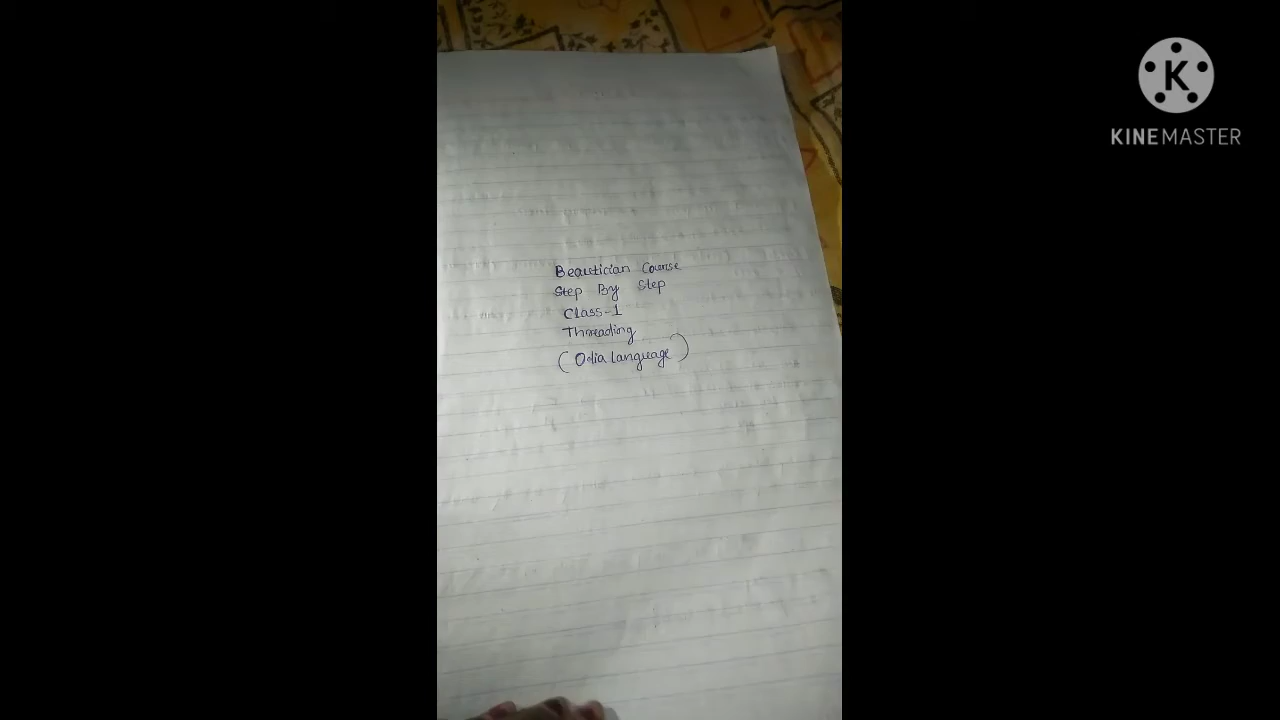 Beautician Course
Step By Step
Class-1
Threading
(Odia Language)
KINEMASTER